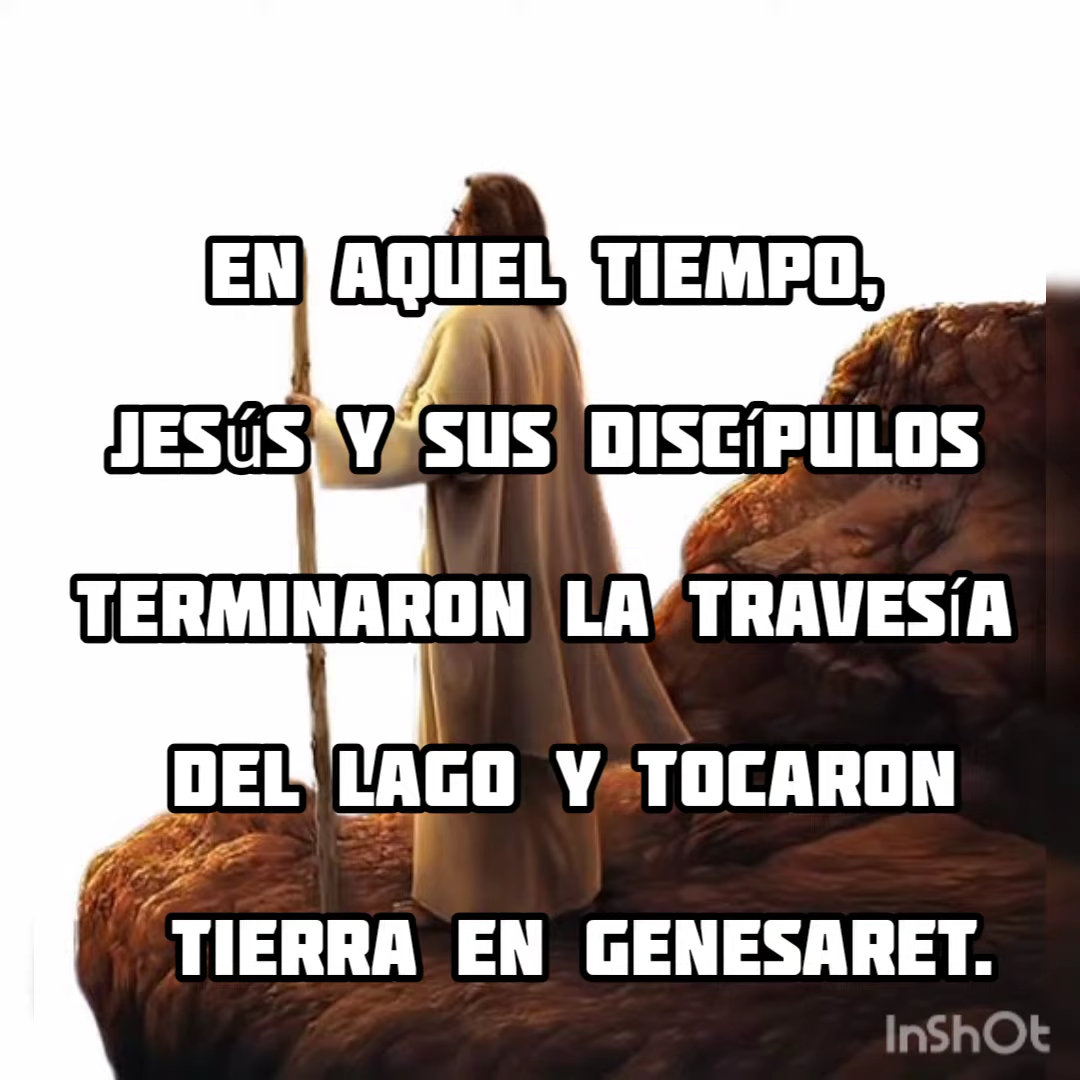 EN AQUEL TIEMPO,
JESúS Y SUS DISCíPULOS
TERMINARON LA TRAVESíA
DEL LAGO Y TOCARON
TIERRA EN GENESARET.
InShOt